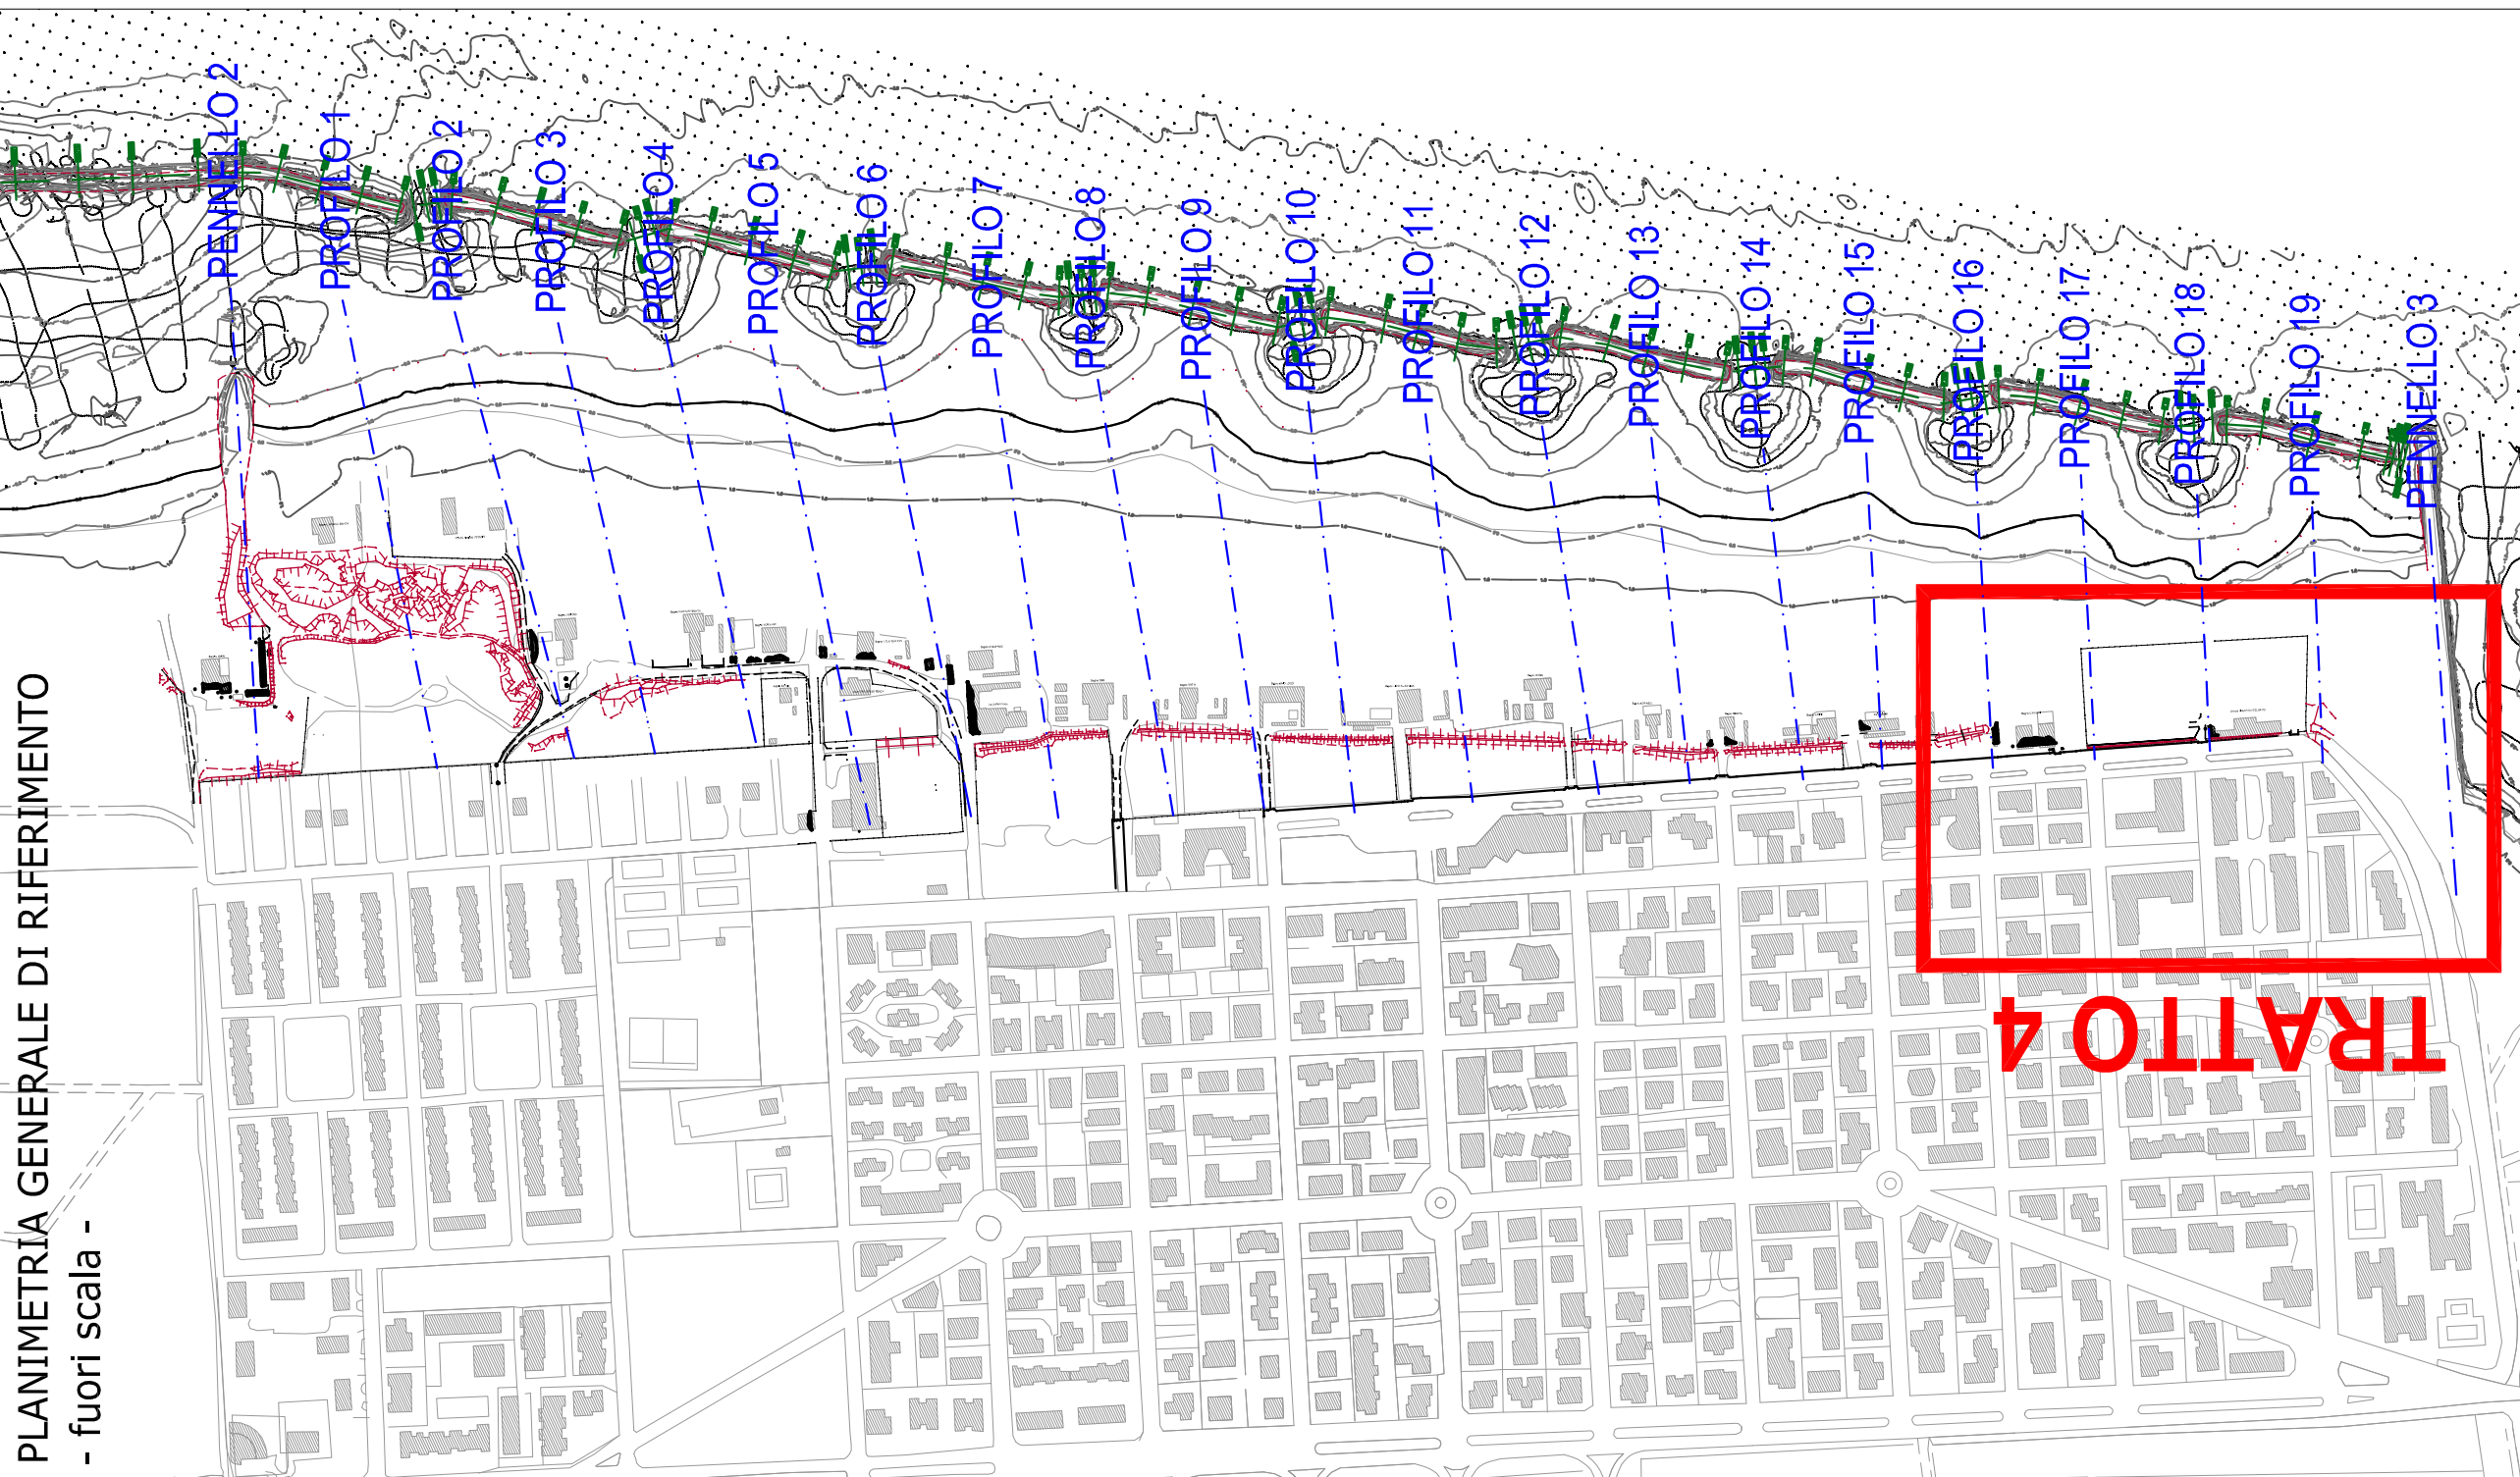 PLANIMETRIA GENERALE DI RIFERIMENTO
- fuori scala -
PENNELLO 2
PROFILO 1
PROFILO 2
PROFILO 3
PROFILO 4
PROFILO 5
PROFILO 6
PROFILO 7
PROFILO 8
PROFILO 9
PROFILO 10
PROFILO 11
PROFILO 12
PROFILO 13
PROFILO 14
PROFILO 15
PROFILO 16
PROFILO 17
PROFILO 18
PROFILO 19
PENNELLO 3
TRATTO 4